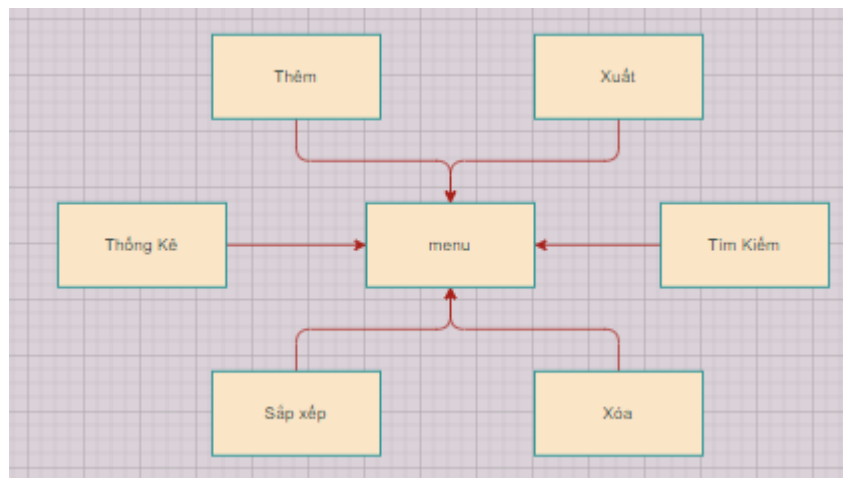 Thêm
Xuất
Thống Kê
menu
Tìm Kiếm
Sắp xếp
Xóa